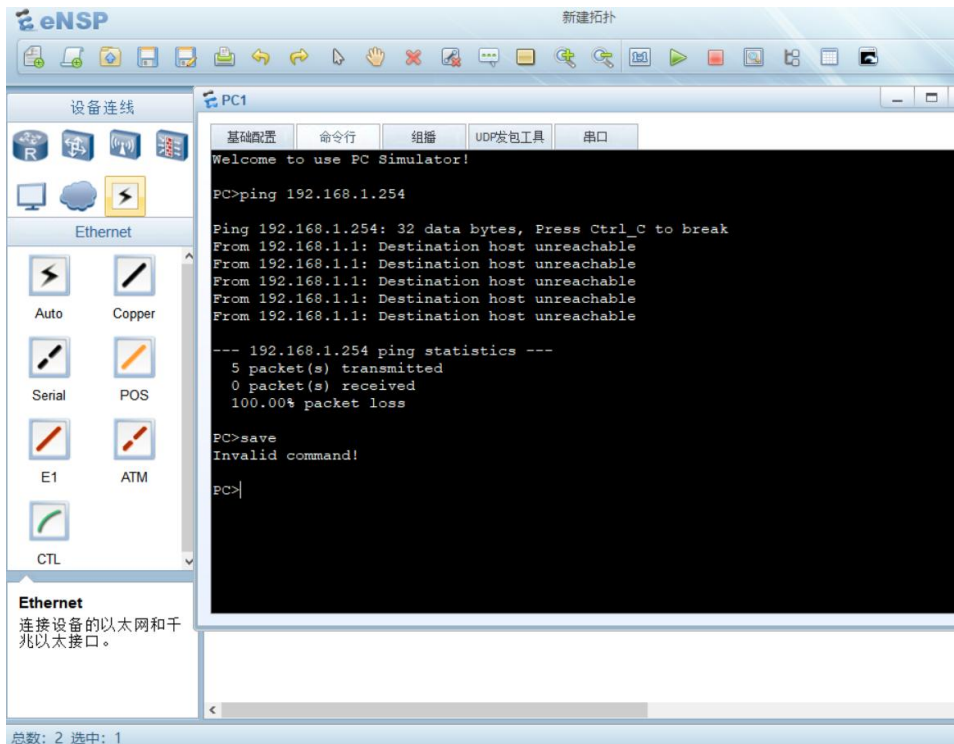 eNSP
新建拓扑
设备连线
R
Ethernet
Auto
Copper
Serial
POS
E1
ATM
CTL
Ethernet
连接设备的以太网和千
兆以太接口。
PC1
基础配置
命令行
组播
UDP发包工具
串口
Welcome to use PC Simulator!
PC>ping 192.168.1.254
Ping 192.168.1.254: 32 data bytes, Press Ctrl_C to break
From 192.168.1.1: Destination host unreachable
From 192.168.1.1: Destination host unreachable
From 192.168.1.1: Destination host unreachable
From 192.168.1.1: Destination host unreachable
From 192.168.1.1: Destination host unreachable
--- 192.168.1.254 ping statistics ---
5 packet(s) transmitted
0 packet(s) received
100.00% packet loss
PC>save
Invalid command!
PC>
总数: 2 选中: 1